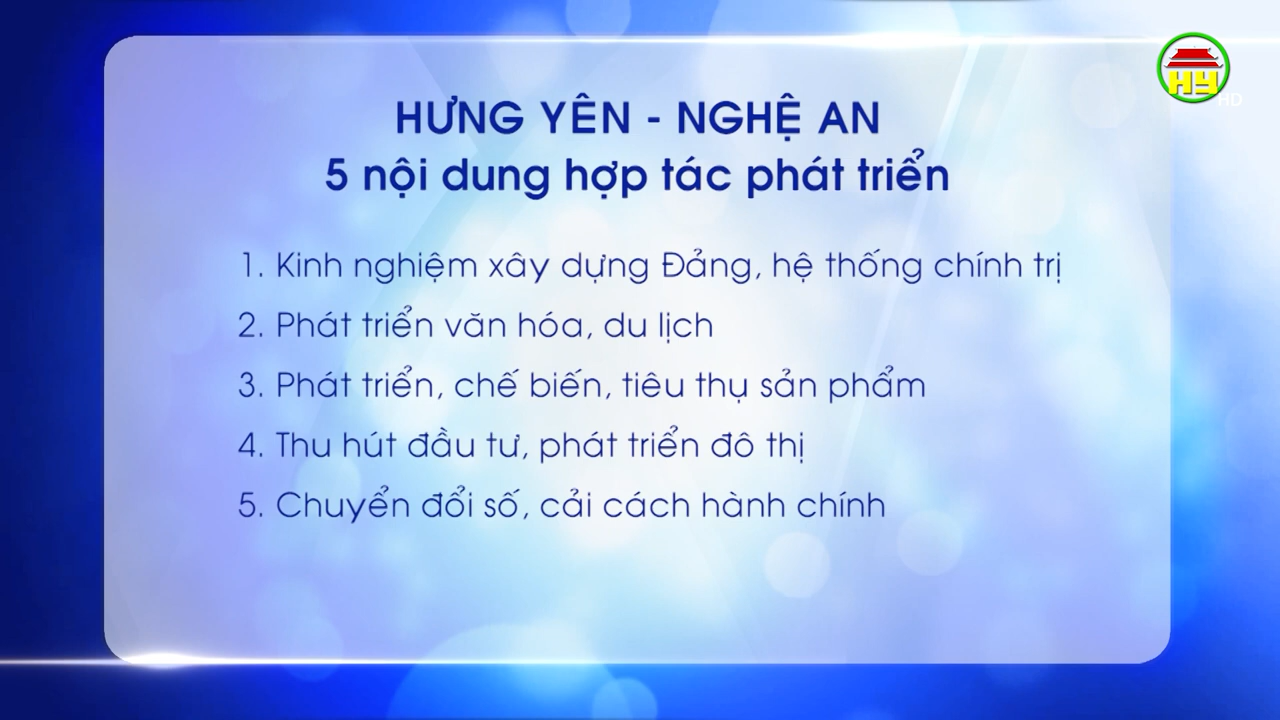 HY
HD
HƯNG YÊN - NGHỆ AN
5 nội dung hợp tác phát triển
1. Kinh nghiệm xây dựng Đảng, hệ thống chính trị
2. Phát triển văn hóa, du lịch
3. Phát triển, chế biến, tiêu thụ sản phẩm
4. Thu hút đầu tư, phát triển đô thị
5. Chuyển đổi số, cải cách hành chính